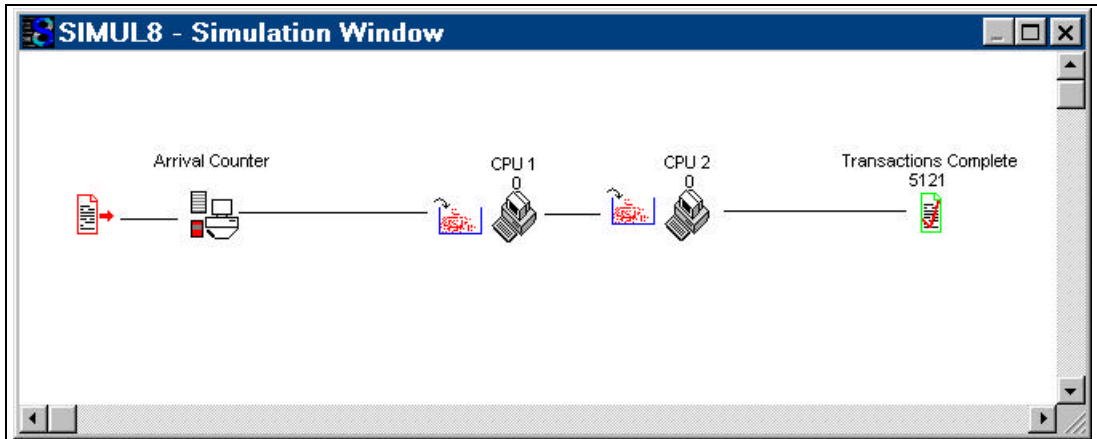 SIMUL8 - Simulation Window
Arrival Counter
CPU 1
0
CPU 2
0
Transactions Complete
5121